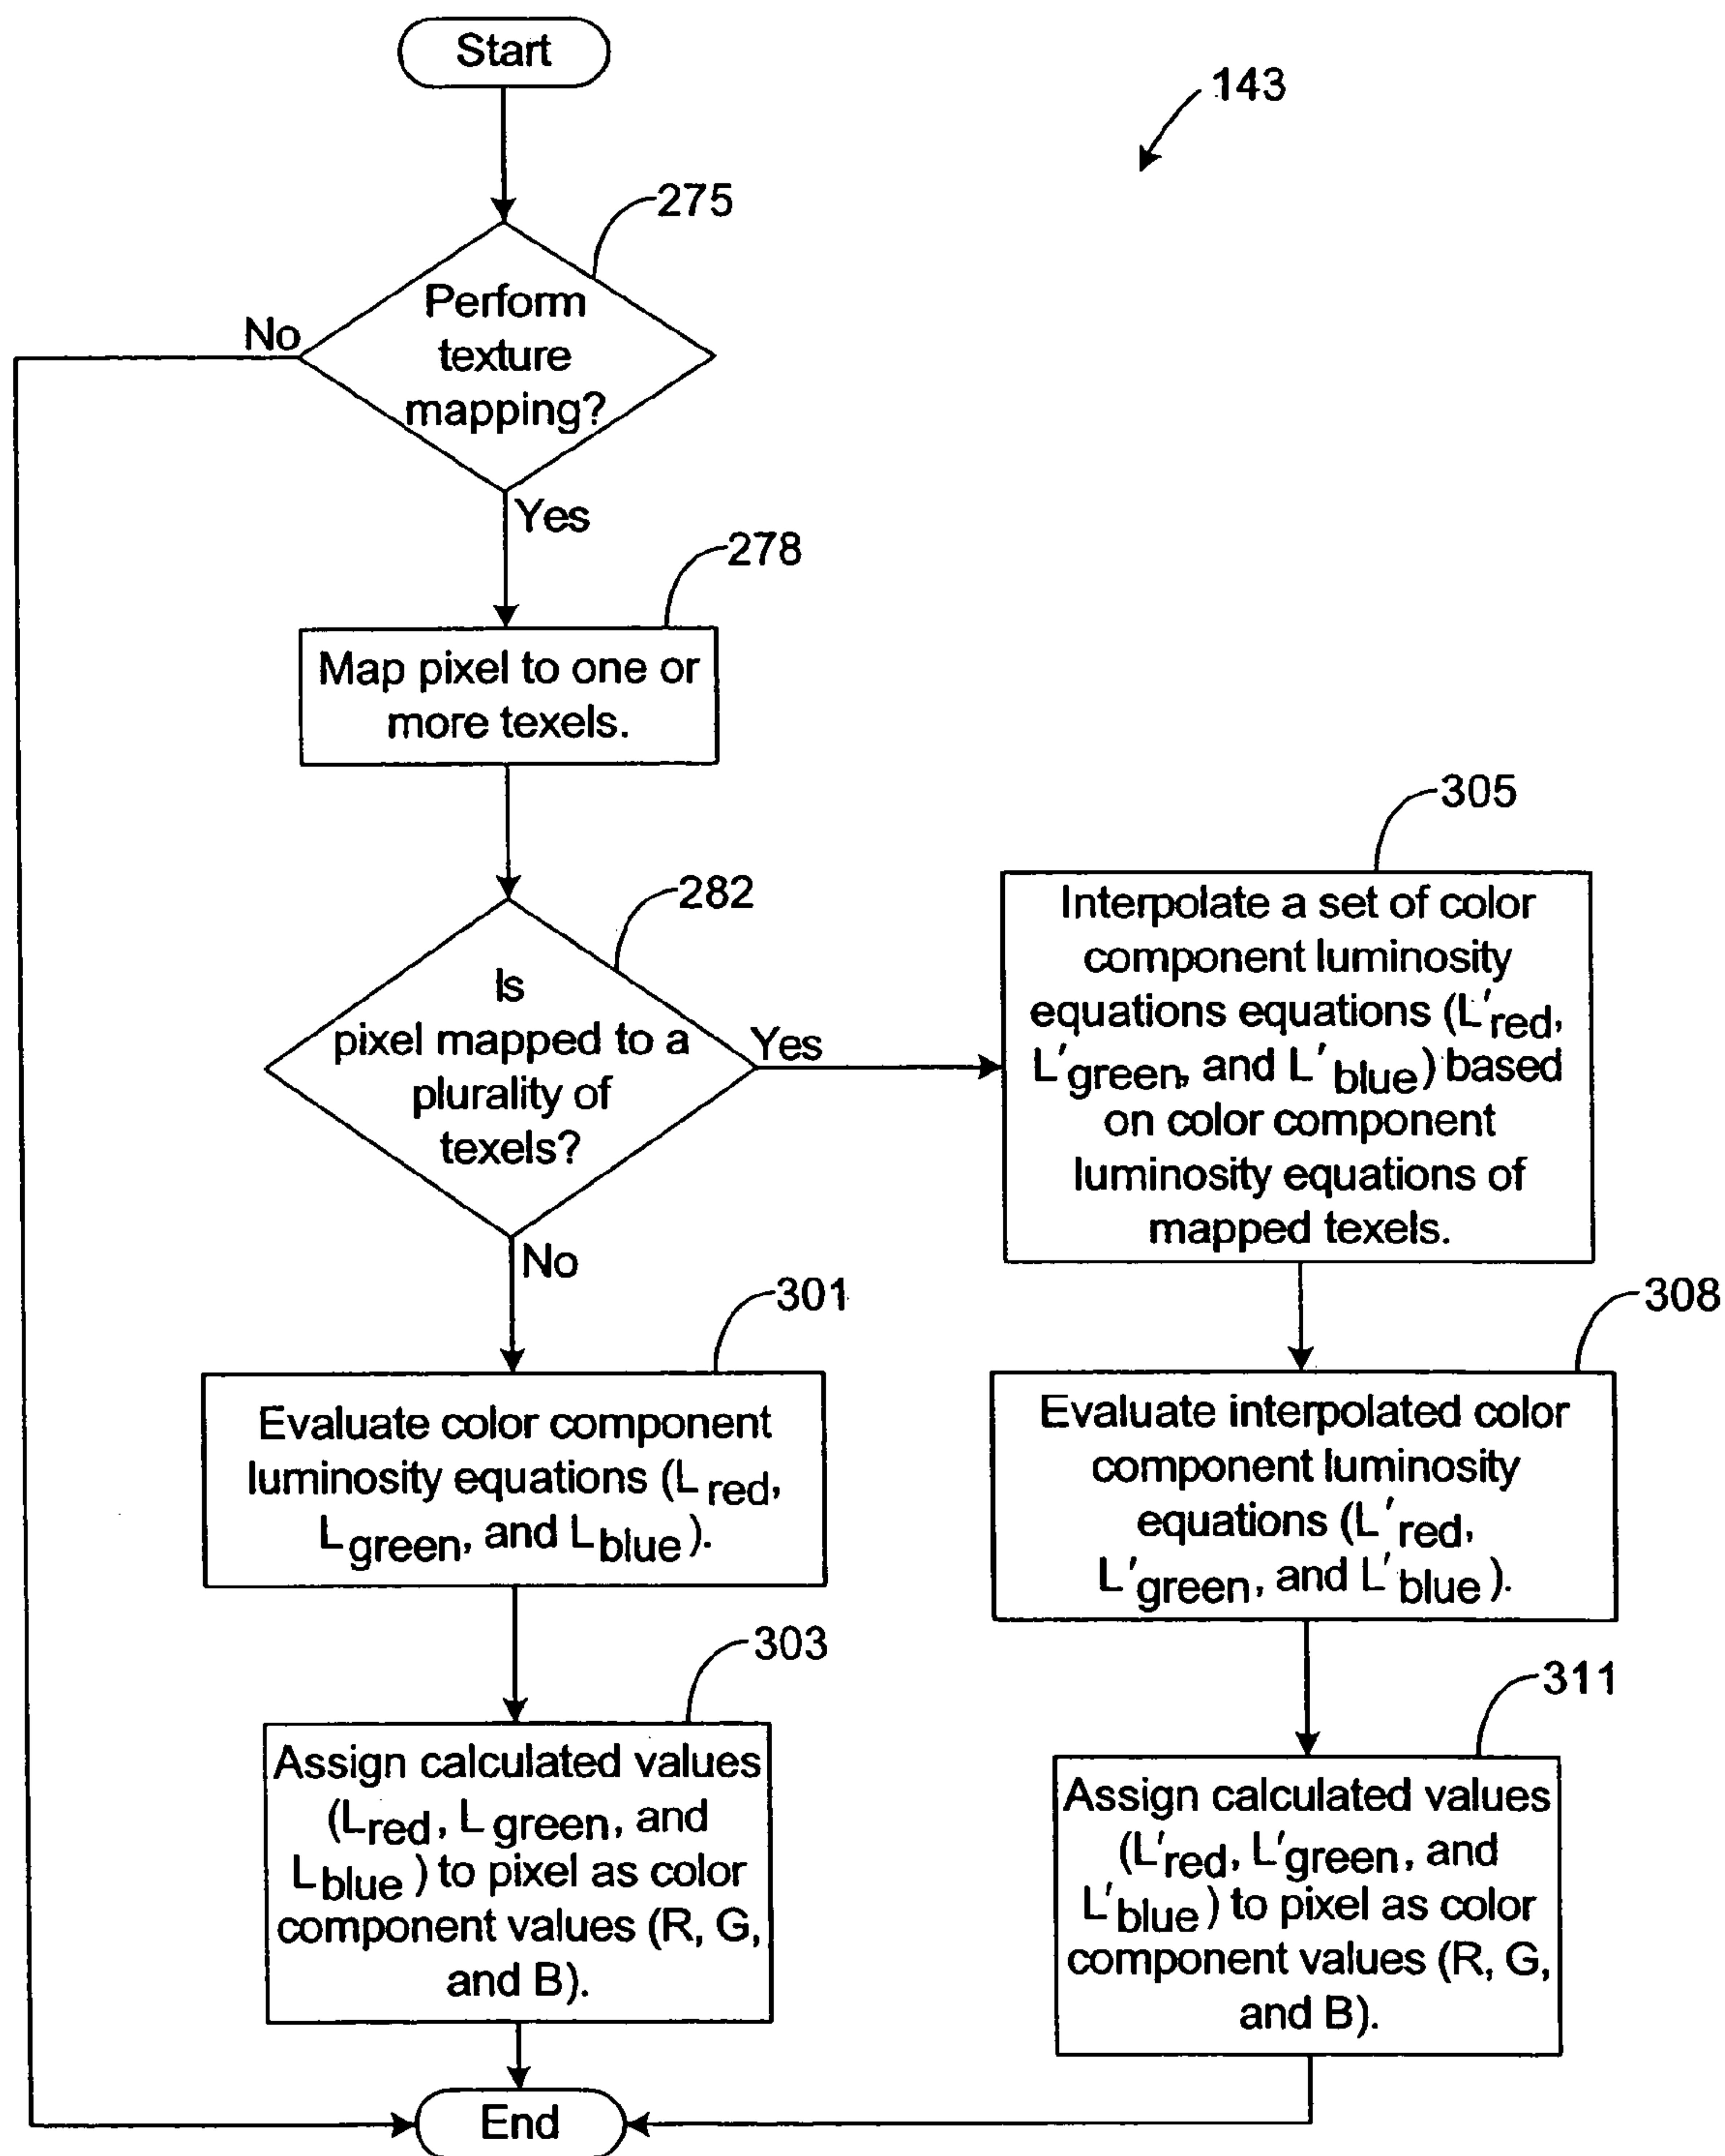 Start
143
275
Perform
texture
mapping?
No
Yes
278
Map pixel to one or
more texels.
282
Is
pixel mapped to a
plurality of
texels?
Yes
No
305
Interpolate a set of color
component luminosity
equations equations (L'red,
L'green, and L'blue) based
on color component
luminosity equations of
mapped texels.
301
Evaluate color component
luminosity equations (Lred,
Lgreen, and Lblue).
308
Evaluate interpolated color
component luminosity
equations (L'red,
L'green, and L'blue).
303
Assign calculated values
(Lred, Lgreen, and
Lblue) to pixel as color
component values (R, G,
and B).
311
Assign calculated values
(L'red, L'green, and
L'blue) to pixel as color
component values (R, G,
and B).
End